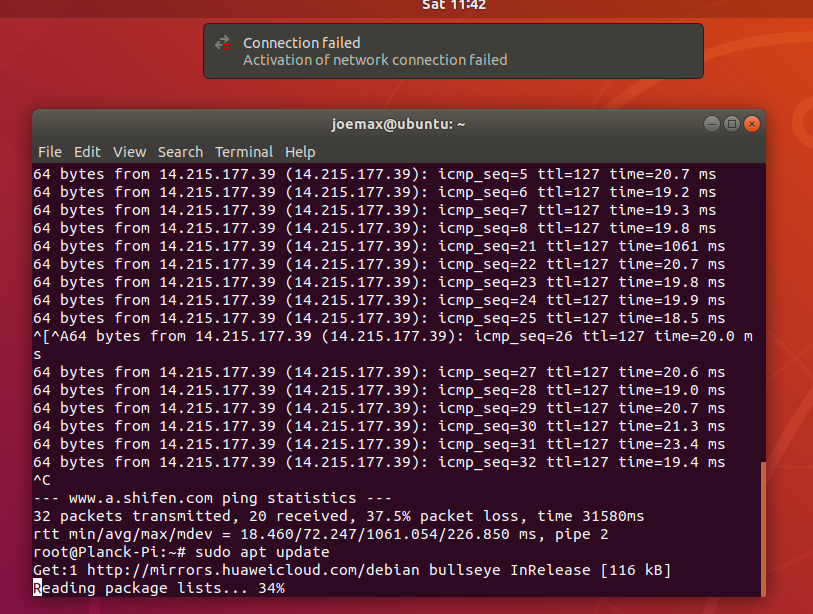 Sat 11:42
Connection failed
Activation of network connection failed
joemax@ubuntu: ~
File Edit View Search Terminal Help
64 bytes from 14.215.177.39 (14.215.177.39): icmp_seq=5 ttl=127 time=20.7 ms
64 bytes from 14.215.177.39 (14.215.177.39): icmp_seq=6 ttl=127 time=19.2 ms
64 bytes from 14.215.177.39 (14.215.177.39): icmp_seq=7 ttl=127 time=19.3 ms
64 bytes from 14.215.177.39 (14.215.177.39): icmp_seq=8 ttl=127 time=19.8 ms
64 bytes from 14.215.177.39 (14.215.177.39): icmp_seq=21 ttl=127 time=1061 ms
64 bytes from 14.215.177.39 (14.215.177.39): icmp_seq=22 ttl=127 time=20.7 ms
64 bytes from 14.215.177.39 (14.215.177.39): icmp_seq=23 ttl=127 time=19.8 ms
64 bytes from 14.215.177.39 (14.215.177.39): icmp_seq=24 ttl=127 time=19.9 ms
64 bytes from 14.215.177.39 (14.215.177.39): icmp_seq=25 ttl=127 time=18.5 ms
^[^A64 bytes from 14.215.177.39 (14.215.177.39): icmp_seq=26 ttl=127 time=20.0 m
s
64 bytes from 14.215.177.39 (14.215.177.39): icmp_seq=27 ttl=127 time=20.6 ms
64 bytes from 14.215.177.39 (14.215.177.39): icmp_seq=28 ttl=127 time=19.0 ms
64 bytes from 14.215.177.39 (14.215.177.39): icmp_seq=29 ttl=127 time=20.7 ms
64 bytes from 14.215.177.39 (14.215.177.39): icmp_seq=30 ttl=127 time=21.3 ms
64 bytes from 14.215.177.39 (14.215.177.39): icmp_seq=31 ttl=127 time=23.4 ms
64 bytes from 14.215.177.39 (14.215.177.39): icmp_seq=32 ttl=127 time=19.4 ms
^C
--- www.a.shifen.com ping statistics ---
32 packets transmitted, 20 received, 37.5% packet loss, time 31580ms
rtt min/avg/max/mdev = 18.460/72.247/1061.054/226.850 ms, pipe 2
root@Planck-Pi:~# sudo apt update
Get:1 http://mirrors.huaweicloud.com/debian bullseye InRelease [116 kB]
Reading package lists... 34%